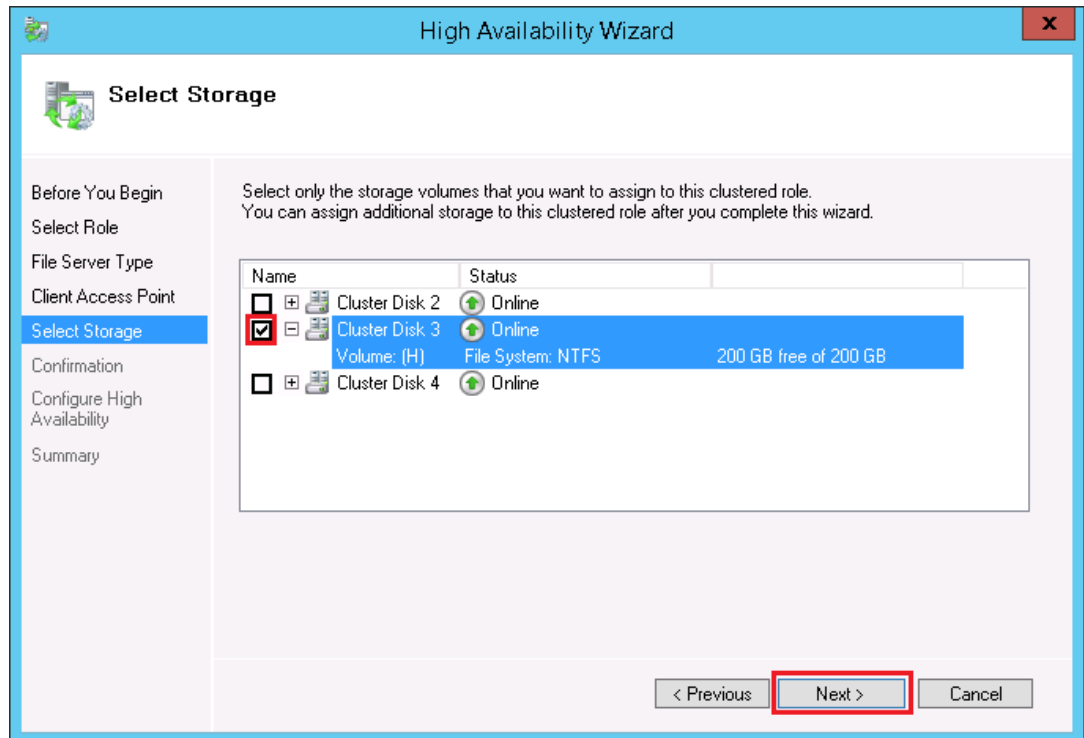 High Availability Wizard
x
Select Storage
Before You Begin
Select Role
File Server Type
Client Access Point
Select Storage
Confirmation
Configure High
Availability
Summary
Select only the storage volumes that you want to assign to this clustered role.
You can assign additional storage to this clustered role after you complete this wizard.
Name Status
Cluster Disk 2 Online
Cluster Disk 3 Online
Volume: (H) File System: NTFS 200 GB free of 200 GB
Cluster Disk 4 Online
< Previous Next > Cancel